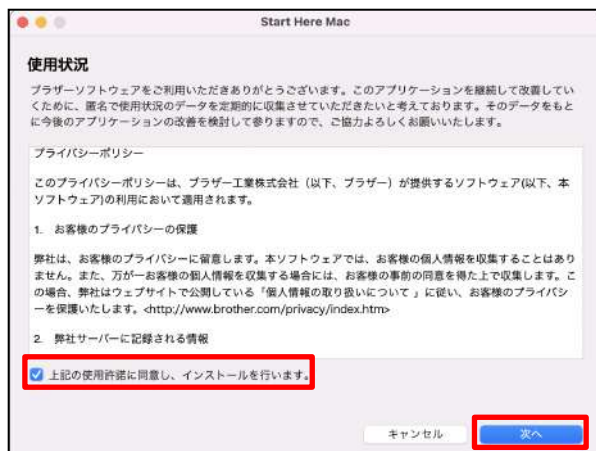 Start Here Mac
使用状況
ブラザーソフトウェアをご利用いただきありがとうございます。このアプリケーションを継続して改善してい
くために、匿名で使用状況のデータを定期的に収集させていただきたいと考えております。そのデータをもと
に今後のアプリケーションの改善を検討して参りますので、ご協力よろしくお願いいたします。
プライバシーポリシー
このプライバシーポリシーは、ブラザー工業株式会社（以下、ブラザー）が提供するソフトウェア(以下、本
ソフトウェア)の利用において適用されます。
1. お客様のプライバシーの保護
弊社は、お客様のプライバシーに留意します。本ソフトウェアでは、お客様の個人情報を収集することはあり
ません。また、万が一お客様の個人情報を収集する場合には、お客様の事前の同意を得た上で収集します。こ
の場合、弊社はウェブサイトで公開している「個人情報の取り扱いについて 」に従い、お客様のプライバシ
ーを保護いたします。<http://www.brother.com/privacy/index.htm>
2. 弊社サーバーに記録される情報
上記の使用許諾に同意し、インストールを行います。
キャンセル 次へ